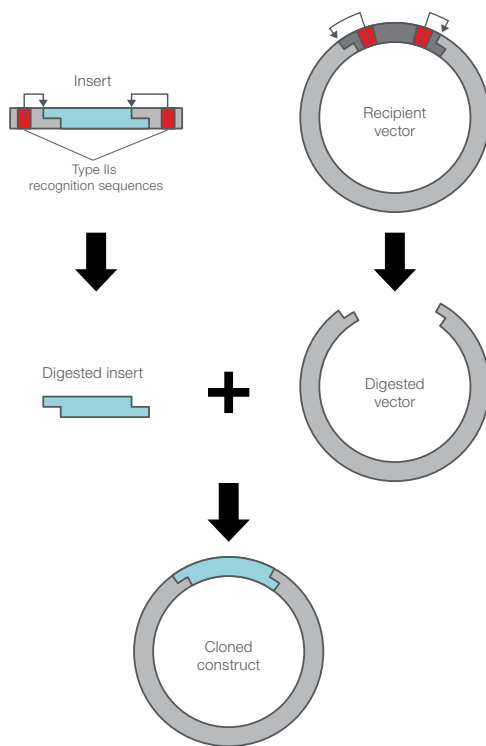 Insert
Type IIs
recognition sequences
Recipient
vector
Digested insert
Digested
vector
Cloned
construct